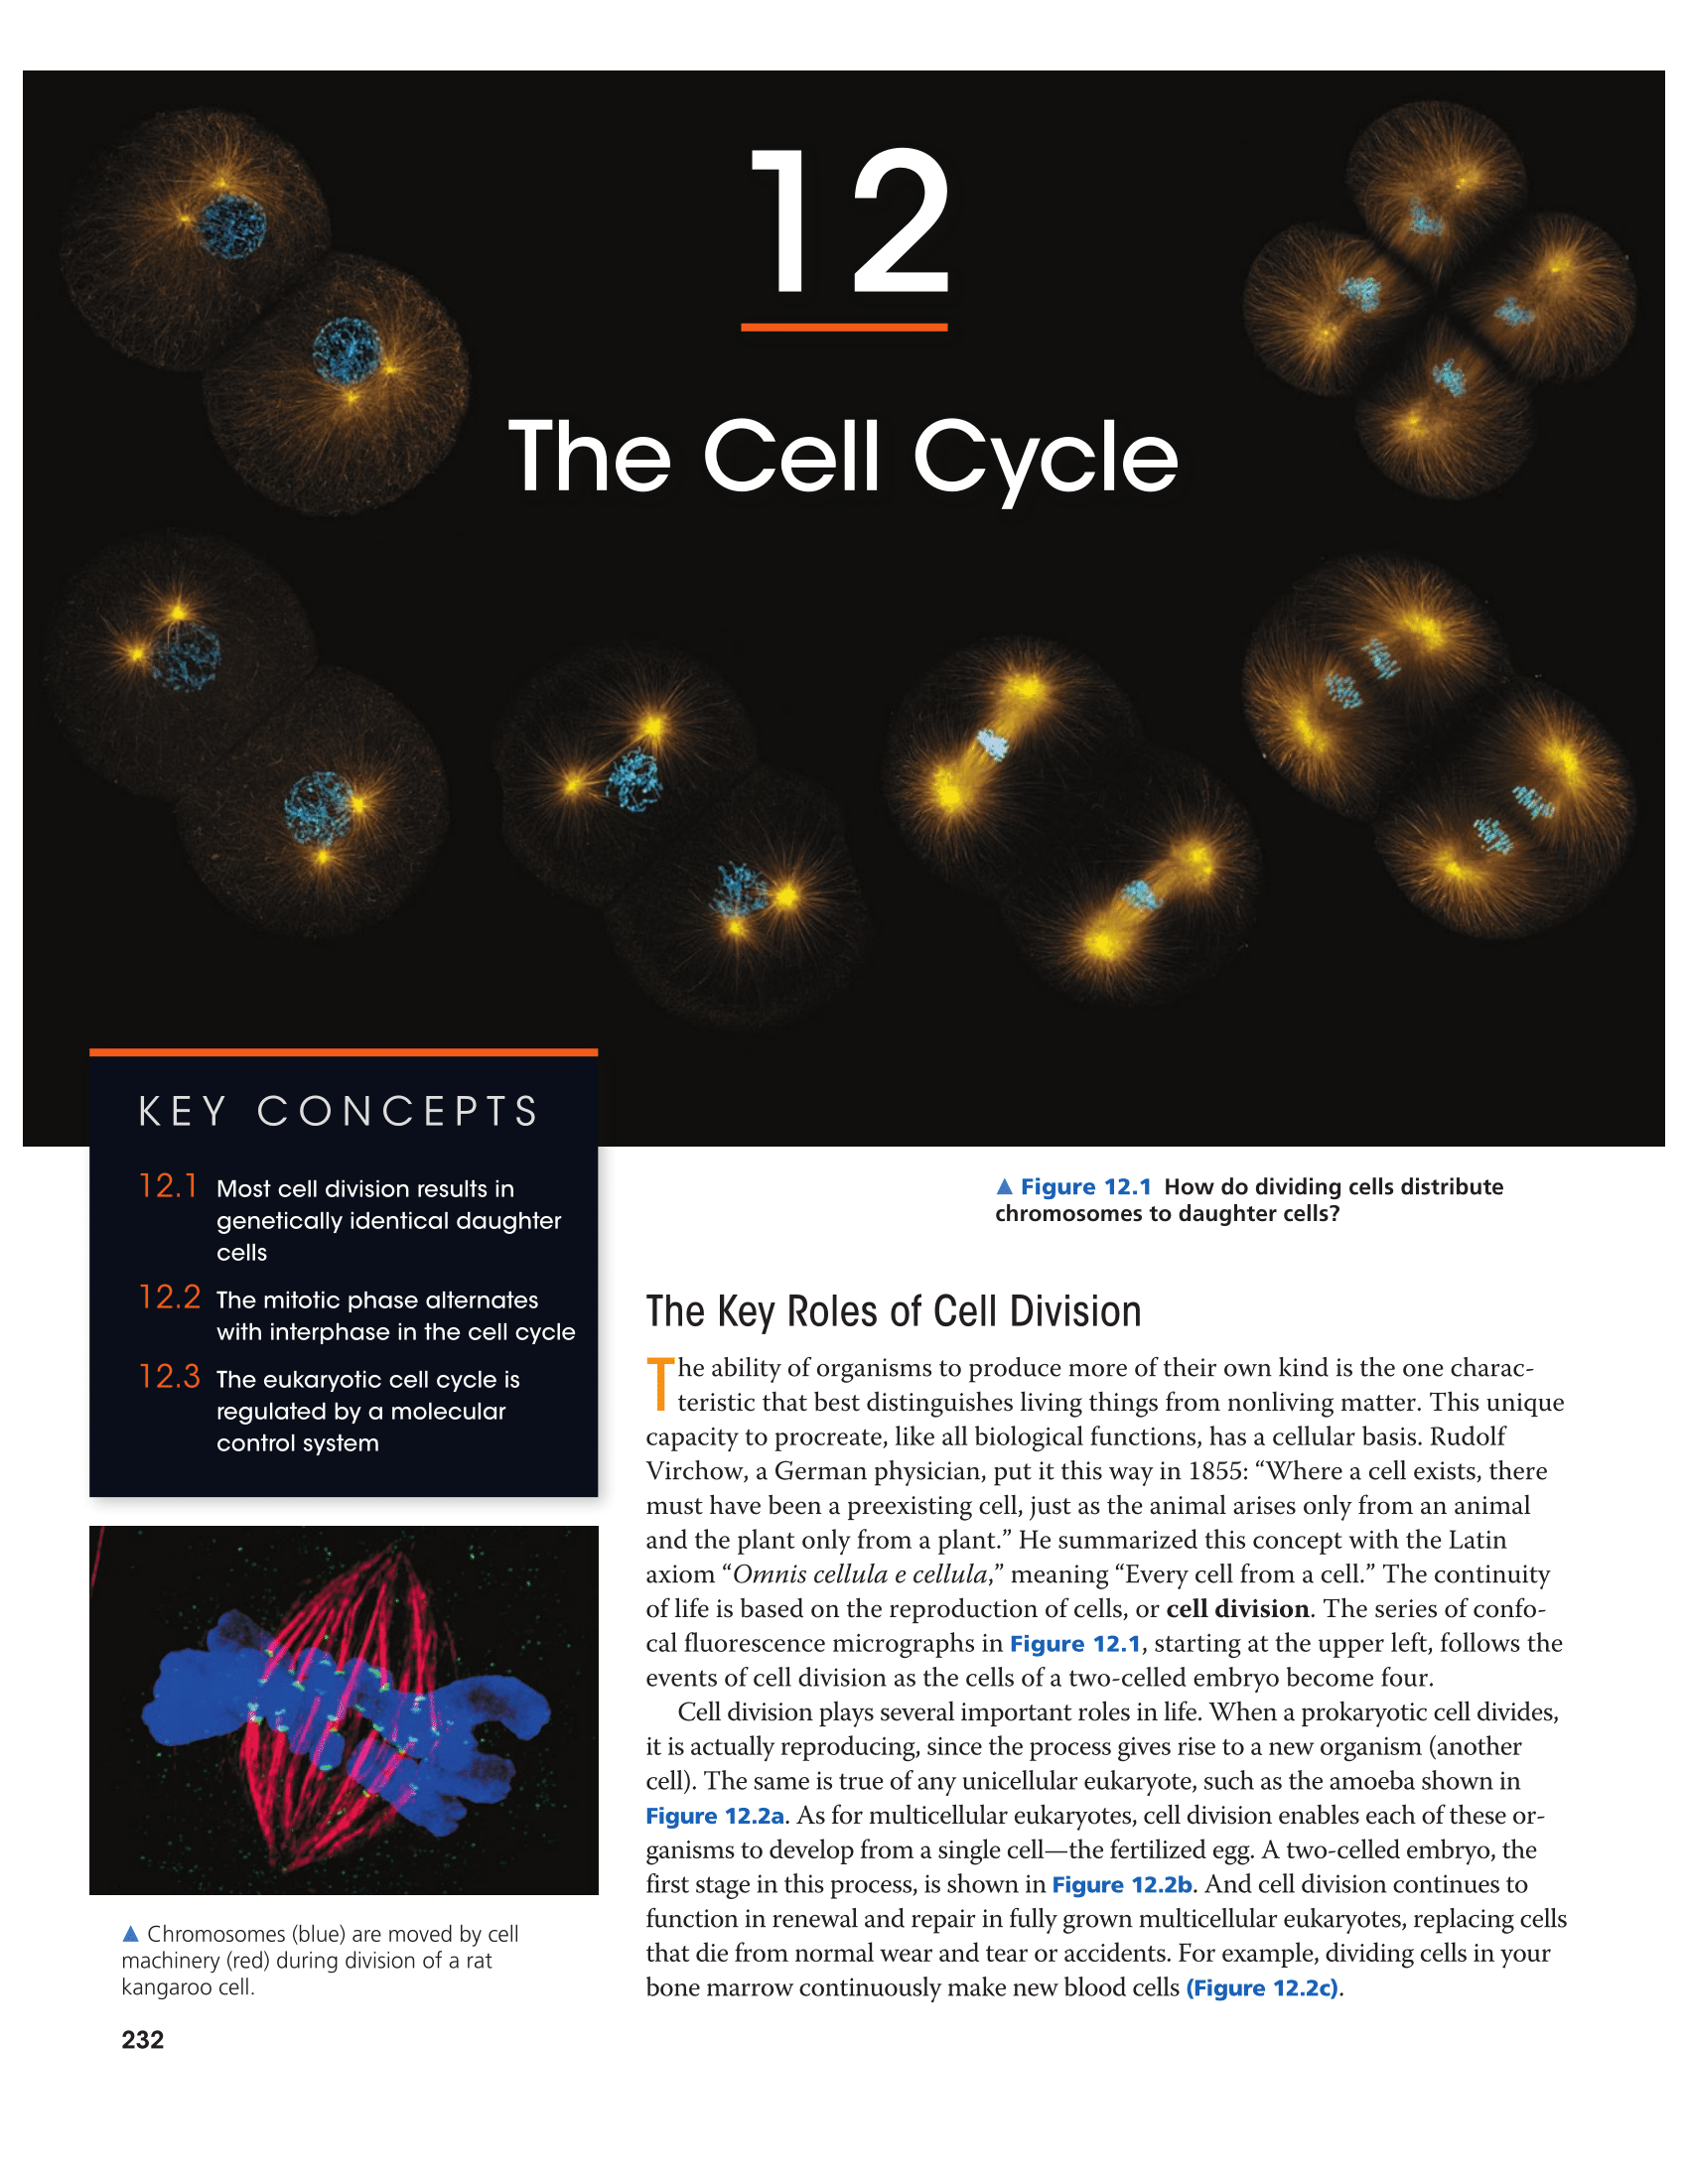 12
The Cell Cycle
KEY CONCEPTS
12.1 Most cell division results in
genetically identical daughter
cells
12.2 The mitotic phase alternates
with interphase in the cell cycle
12.3 The eukaryotic cell cycle is
regulated by a molecular
control system
▲ Figure 12.1 How do dividing cells distribute
chromosomes to daughter cells?
The Key Roles of Cell Division
The ability of organisms to produce more of their own kind is the one charac-
teristic that best distinguishes living things from nonliving matter. This unique
capacity to procreate, like all biological functions, has a cellular basis. Rudolf
Virchow, a German physician, put it this way in 1855: “Where a cell exists, there
must have been a preexisting cell, just as the animal arises only from an animal
and the plant only from a plant.” He summarized this concept with the Latin
axiom “Omnis cellula e cellula,” meaning “Every cell from a cell.” The continuity
of life is based on the reproduction of cells, or cell division. The series of confo-
cal fluorescence micrographs in Figure 12.1, starting at the upper left, follows the
events of cell division as the cells of a two-celled embryo become four.
Cell division plays several important roles in life. When a prokaryotic cell divides,
it is actually reproducing, since the process gives rise to a new organism (another
cell). The same is true of any unicellular eukaryote, such as the amoeba shown in
Figure 12.2a. As for multicellular eukaryotes, cell division enables each of these or-
ganisms to develop from a single cell—the fertilized egg. A two-celled embryo, the
first stage in this process, is shown in Figure 12.2b. And cell division continues to
function in renewal and repair in fully grown multicellular eukaryotes, replacing cells
that die from normal wear and tear or accidents. For example, dividing cells in your
bone marrow continuously make new blood cells (Figure 12.2c).
▲ Chromosomes (blue) are moved by cell
machinery (red) during division of a rat
kangaroo cell.
232